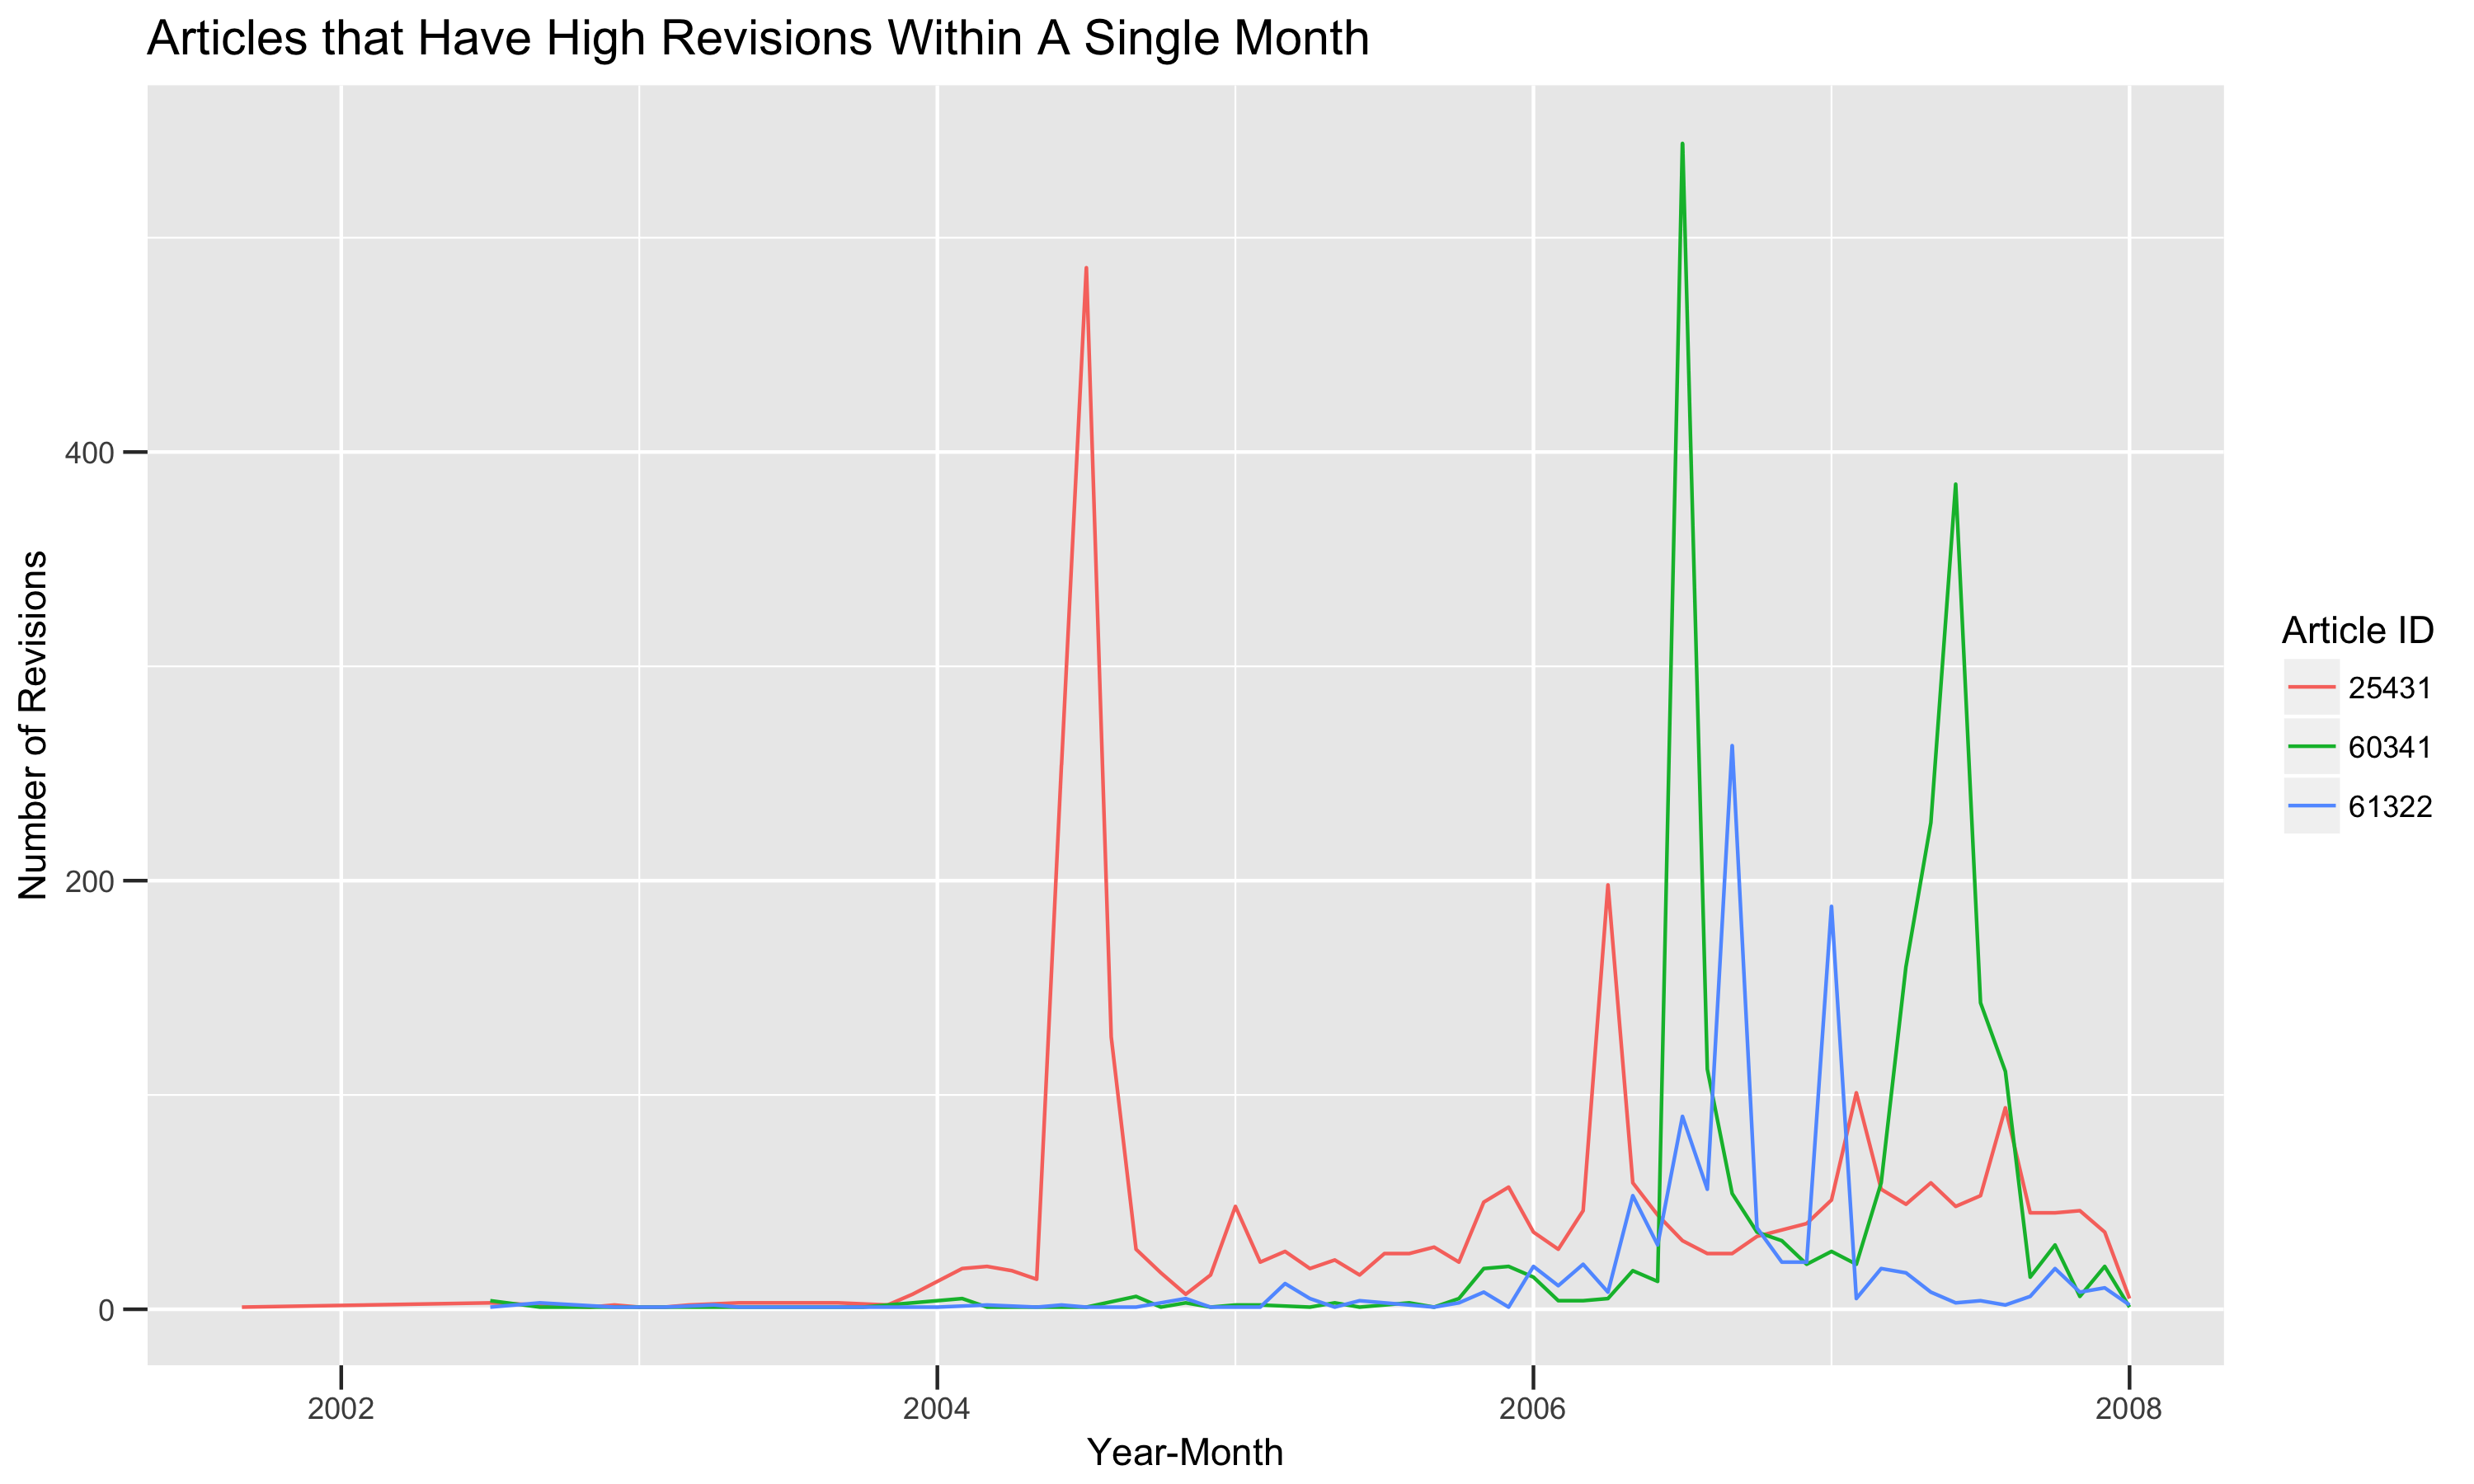 Articles that Have High Revisions Within A Single Month
Number of Revisions
400
200
0
2002
2004
2006
2008
Year-Month
Article ID
25431
60341
61322